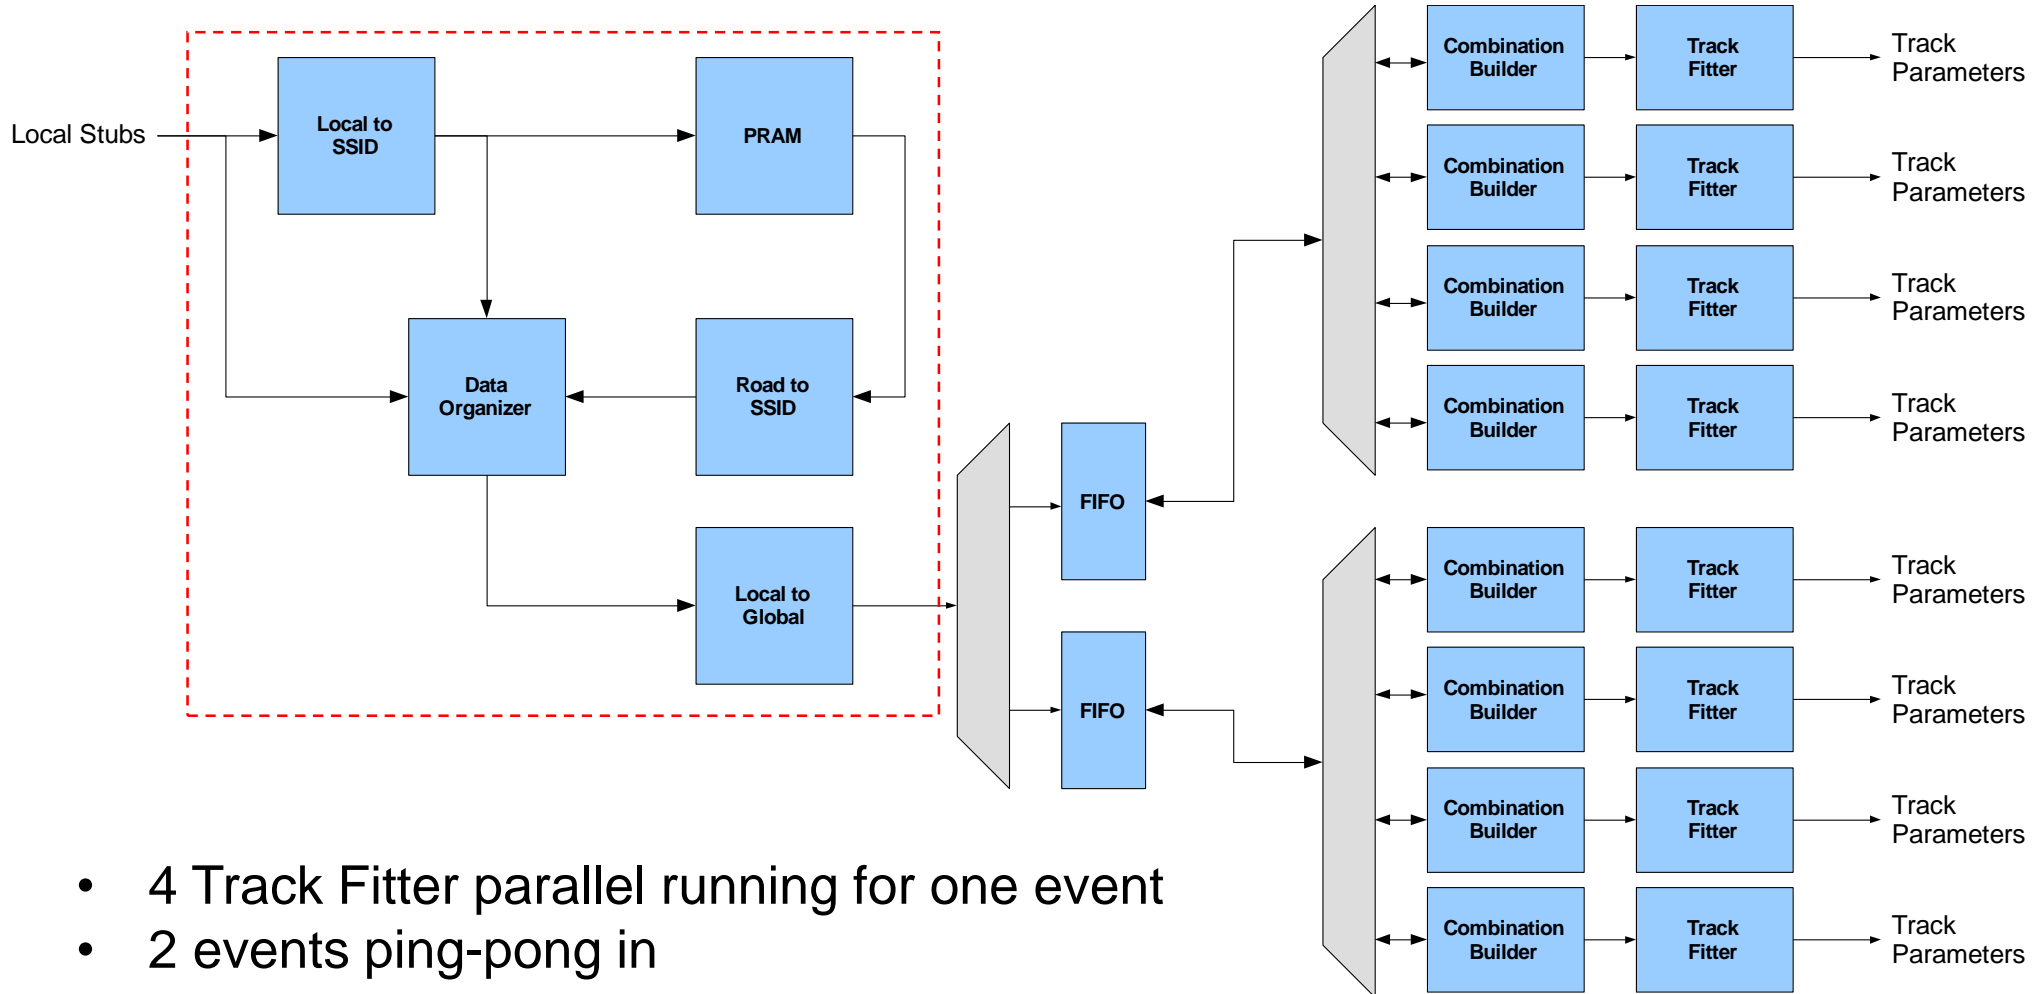 Local Stubs
Local to
SSID
PRAM
Data
Organizer
Road to
SSID
Local to
Global
FIFO
FIFO
Combination
Builder
Track
Fitter
Track
Parameters
Combination
Builder
Track
Fitter
Track
Parameters
Combination
Builder
Track
Fitter
Track
Parameters
Combination
Builder
Track
Fitter
Track
Parameters
Combination
Builder
Track
Fitter
Track
Parameters
Combination
Builder
Track
Fitter
Track
Parameters
Combination
Builder
Track
Fitter
Track
Parameters
Combination
Builder
Track
Fitter
Track
Parameters
• 4 Track Fitter parallel running for one event
• 2 events ping-pong in